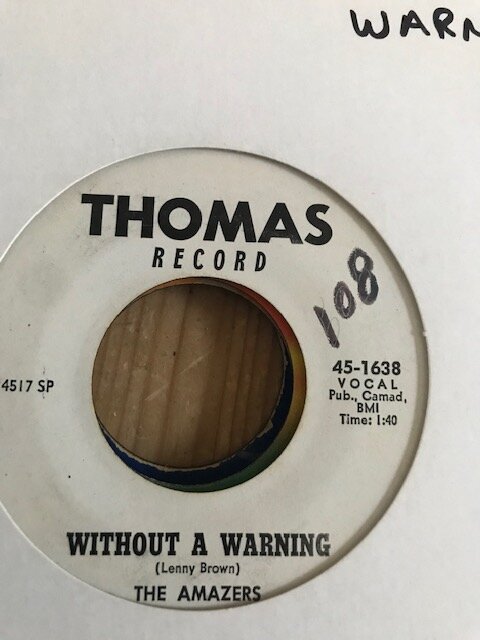 WARN
THOMAS
RECORD
108
4517 SP
45-1638
VOCAL
Pub., Camad,
BMI
Time: 1:40
WITHOUT A WARNING
(Lenny Brown)
THE AMAZERS